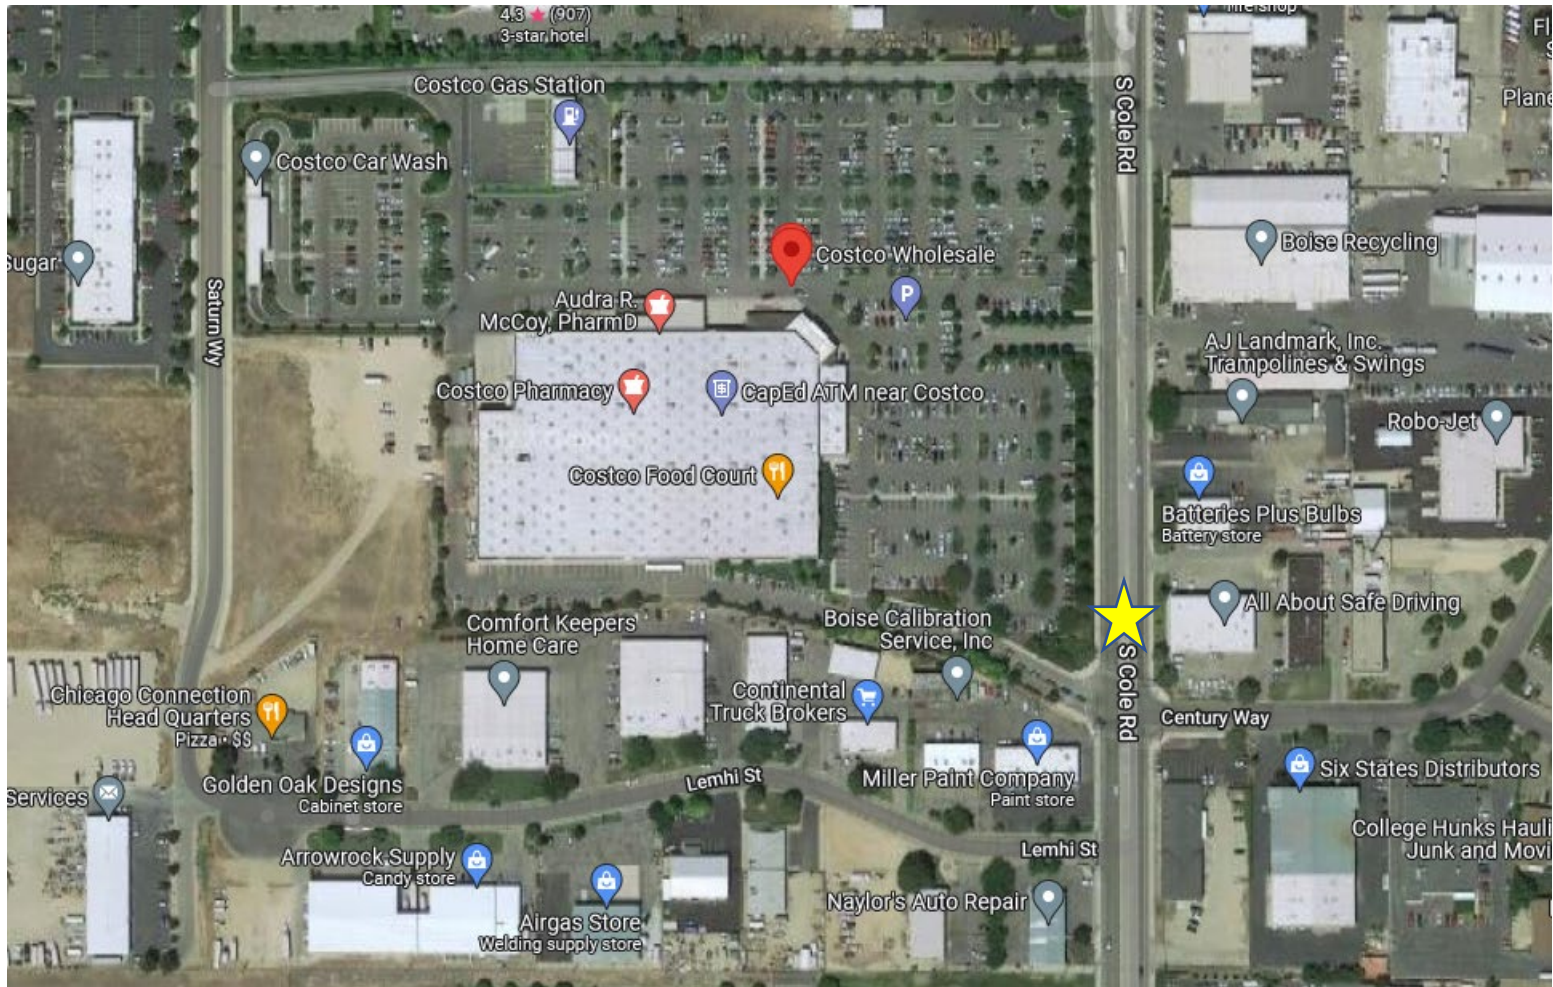 4.3 ★ (907)
3-star hotel
Tire shop
Costco Gas Station
S Cole Rd
Costco Car Wash
Costco Wholesale
Boise Recycling
Sugar
Saturn Wy
P
Audra R.
McCoy, PharmD
AJ Landmark, Inc.
Trampolines & Swings
Costco Pharmacy
CapEd ATM near Costco
Robo-Jet
Costco Food Court
Batteries Plus Bulbs
Battery store
All About Safe Driving
Comfort Keepers
Home Care
Boise Calibration
Service, Inc
S Cole Rd
Chicago Connection
Head Quarters
Pizza • $$
Continental
Truck Brokers
Century Way
Golden Oak Designs
Cabinet store
Lemhi St
Miller Paint Company
Paint store
Six States Distributors
Services
College Hunks Hauli
Junk and Movi
Lemhi St
Arrowrock Supply
Candy store
Airgas Store
Welding supply store
Naylor's Auto Repair